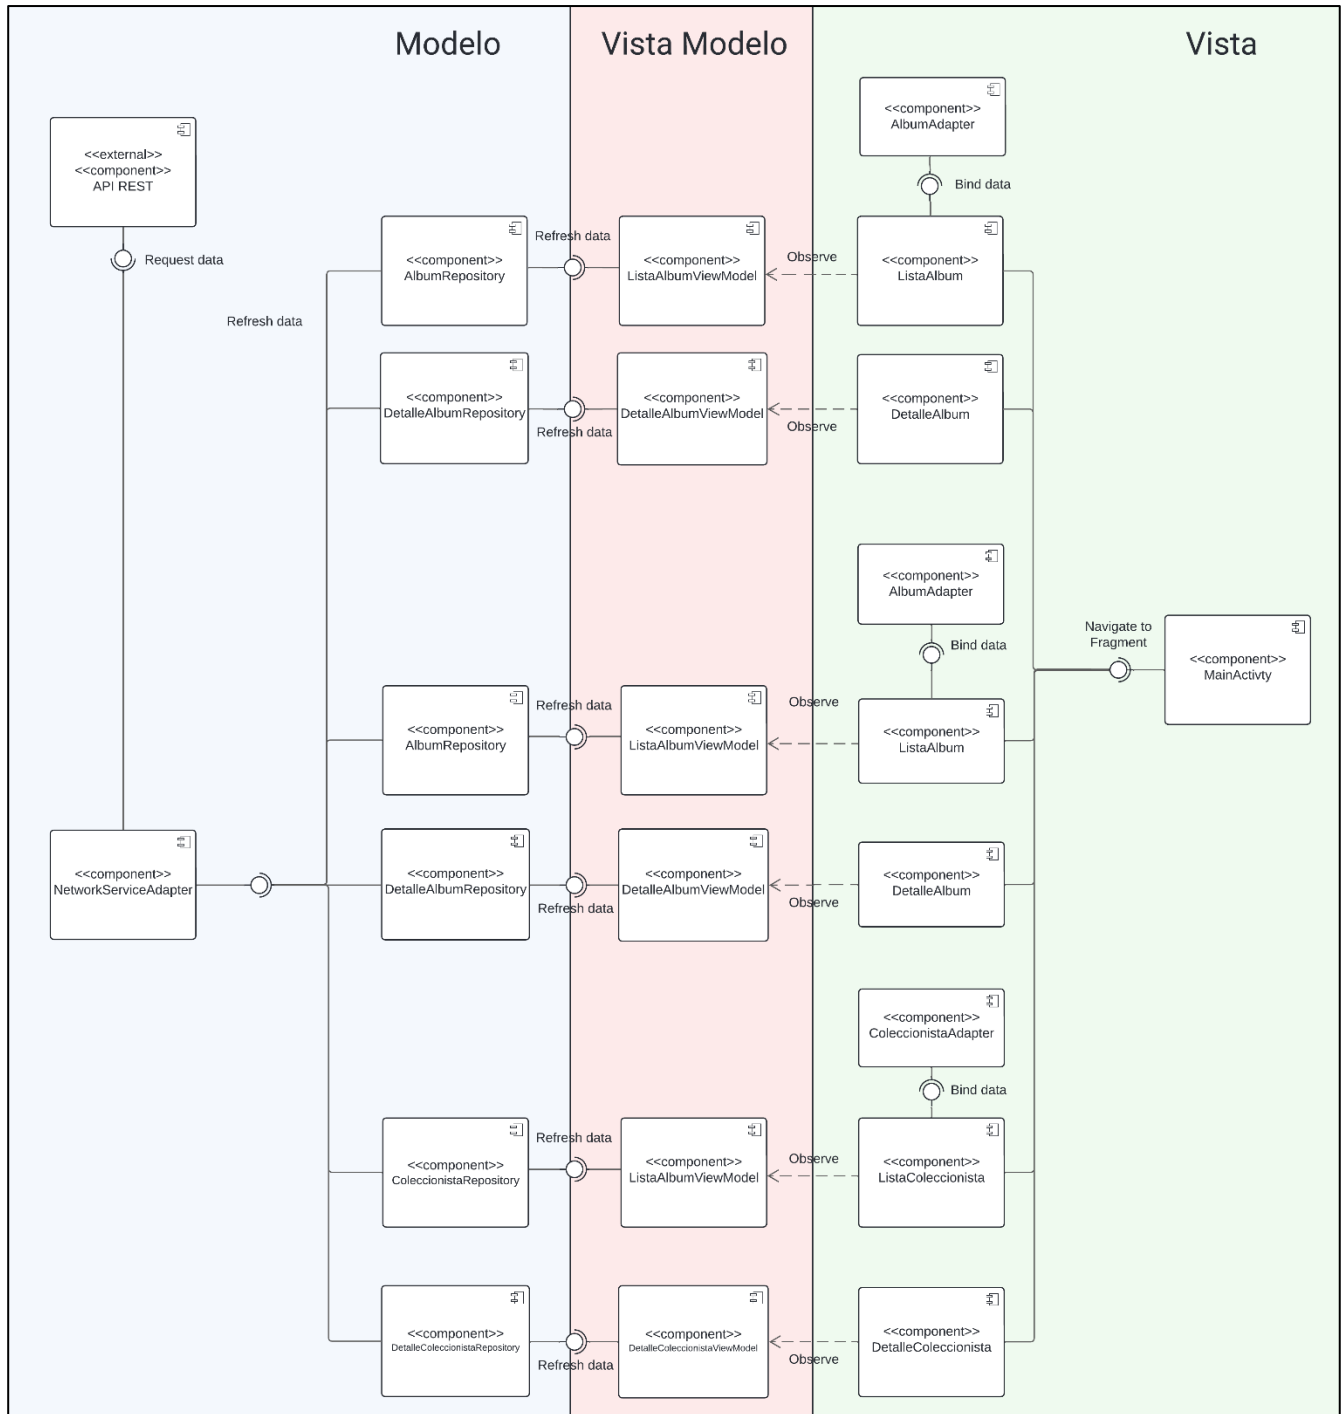 Modelo
Vista Modelo
Vista
<<component>>
AlbumAdapter
<<external>>
<<component>>
API REST
Bind data
Request data
Refresh data
<<component>>
AlbumRepository
Refresh data
<<component>>
ListaAlbumViewModel
Observe
<<component>>
ListaAlbum
<<component>>
DetalleAlbumRepository
Refresh data
<<component>>
DetalleAlbumViewModel
Observe
<<component>>
DetalleAlbum
<<component>>
AlbumAdapter
Bind data
Navigate to
Fragment
<<component>>
MainActivty
<<component>>
AlbumRepository
Refresh data
<<component>>
ListaAlbumViewModel
Observe
<<component>>
ListaAlbum
<<component>>
NetworkServiceAdapter
<<component>>
DetalleAlbumRepository
Refresh data
<<component>>
DetalleAlbumViewModel
Observe
<<component>>
DetalleAlbum
<<component>>
ColeccionistaAdapter
Bind data
<<component>>
ColeccionistaRepository
Refresh data
<<component>>
ListaAlbumViewModel
Observe
<<component>>
ListaColeccionista
<<component>>
DetalleColeccionistaRepository
Refresh data
<<component>>
DetalleColeccionistaViewModel
Observe
<<component>>
DetalleColeccionista